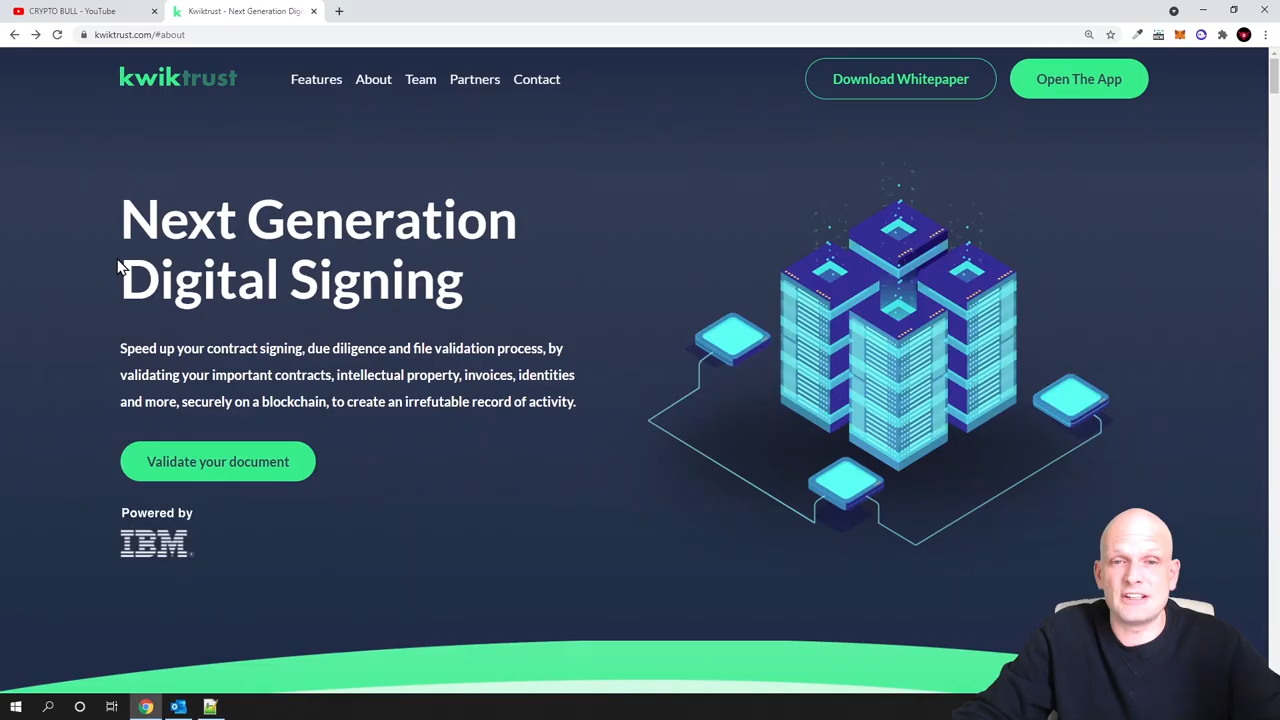 CRYPTO BULL - YouTube
Kwiktrust - Next Generation Digi
kwiktrust.com/#about
kwiktrust
Features
About
Team
Partners
Contact
Download Whitepaper
Open The App
Next Generation
Digital Signing
Speed up your contract signing, due diligence and file validation process, by
validating your important contracts, intellectual property, invoices, identities
and more, securely on a blockchain, to create an irrefutable record of activity.
Validate your document
Powered by
IBM